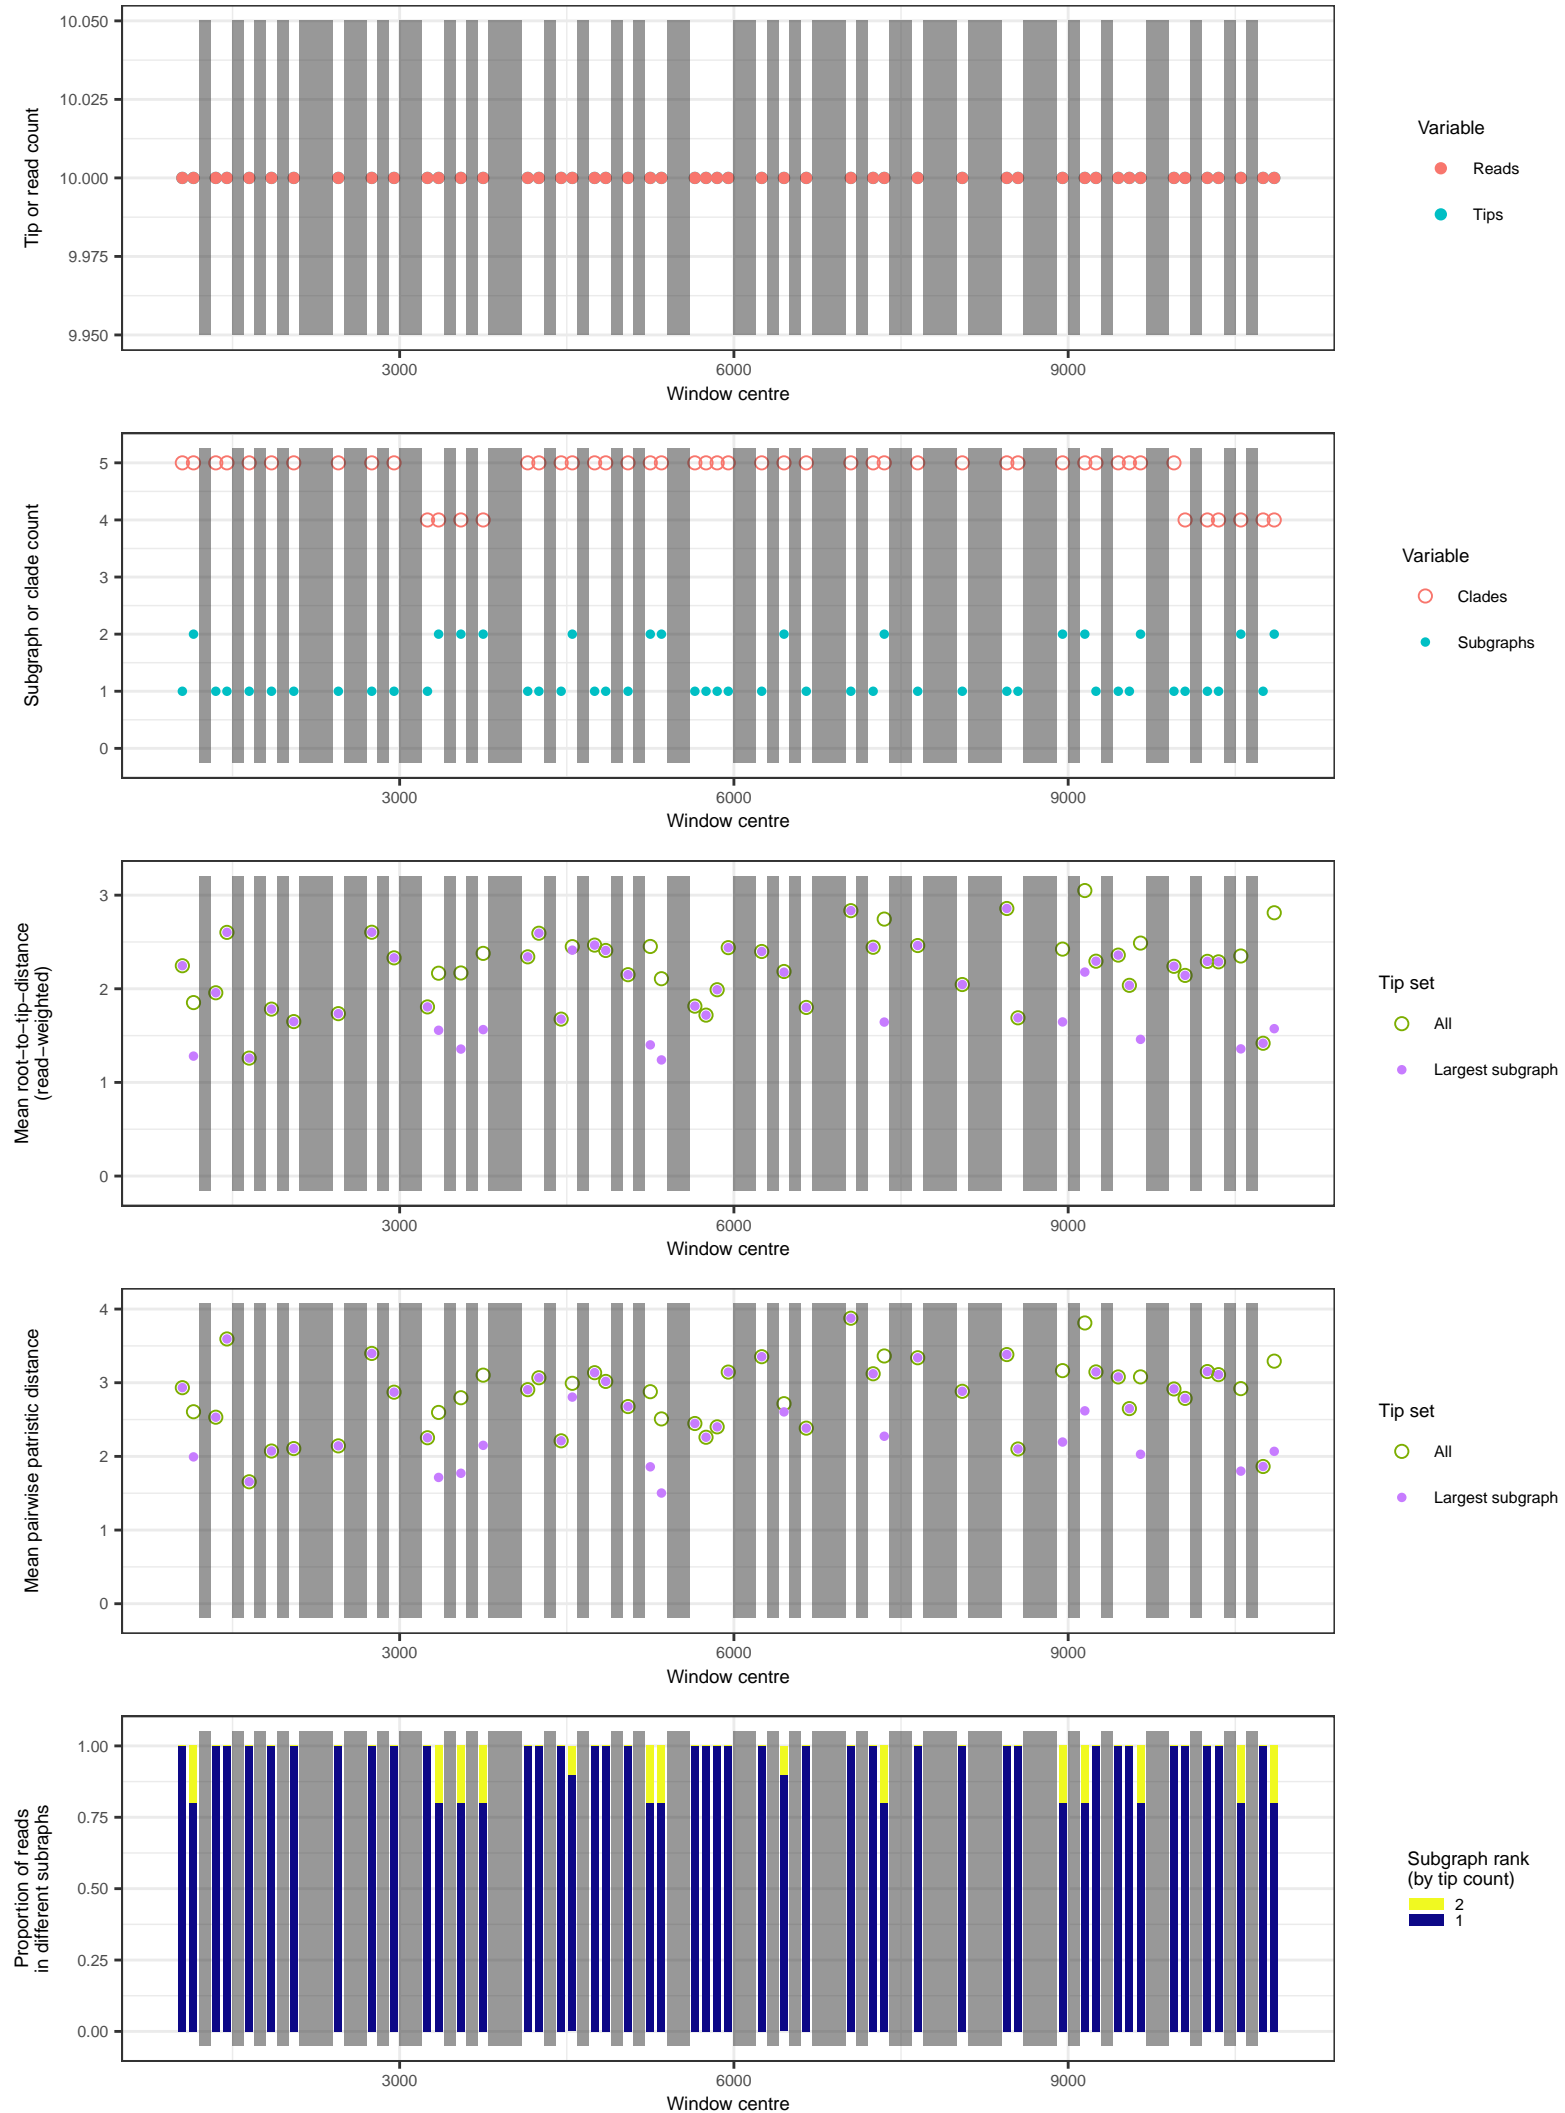 10.050
10.025
10.000
9.975
9.950
Tip or read count
3000
6000
9000
Window centre
Variable
Reads
Tips
5
4
3
2
1
0
Subgraph or clade count
3000
6000
9000
Window centre
Variable
Clades
Subgraphs
3
2
1
0
Mean root−to−tip−distance
(read−weighted)
3000
6000
9000
Window centre
Tip set
All
Largest subgraph
4
3
2
1
0
Mean pairwise patristic distance
3000
6000
9000
Window centre
Tip set
All
Largest subgraph
1.00
0.75
0.50
0.25
0.00
Proportion of reads
in different subraphs
3000
6000
9000
Window centre
Subgraph rank
(by tip count)
2
1